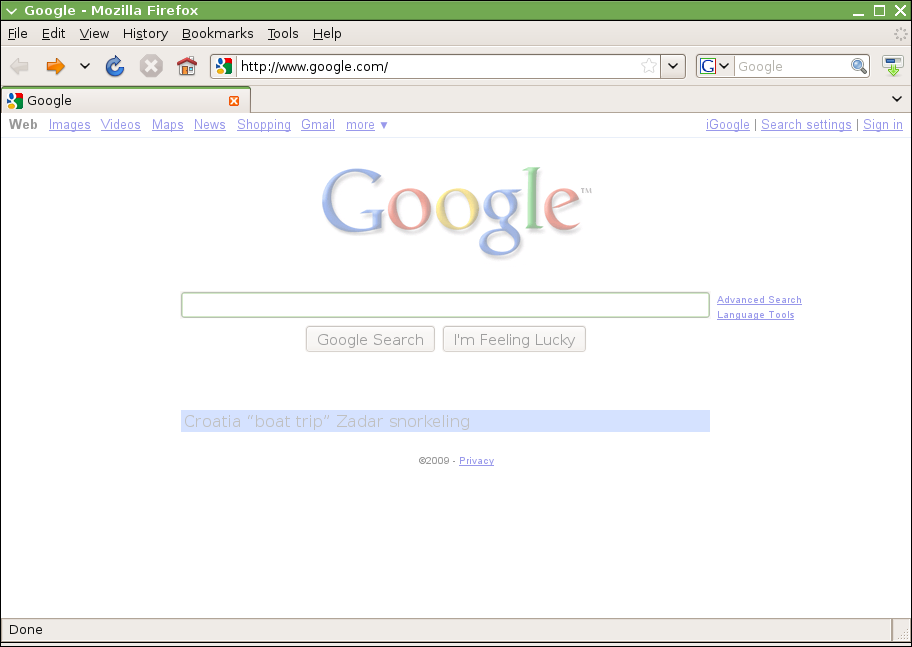 Google - Mozilla Firefox
File Edit View History Bookmarks Tools Help
http://www.google.com/ G Google
Google
Web Images Videos Maps News Shopping Gmail more ▼ iGoogle | Search settings | Sign in
Google™
Advanced Search
Language Tools
Google Search I'm Feeling Lucky
Croatia “boat trip” Zadar snorkeling
©2009 - Privacy
Done